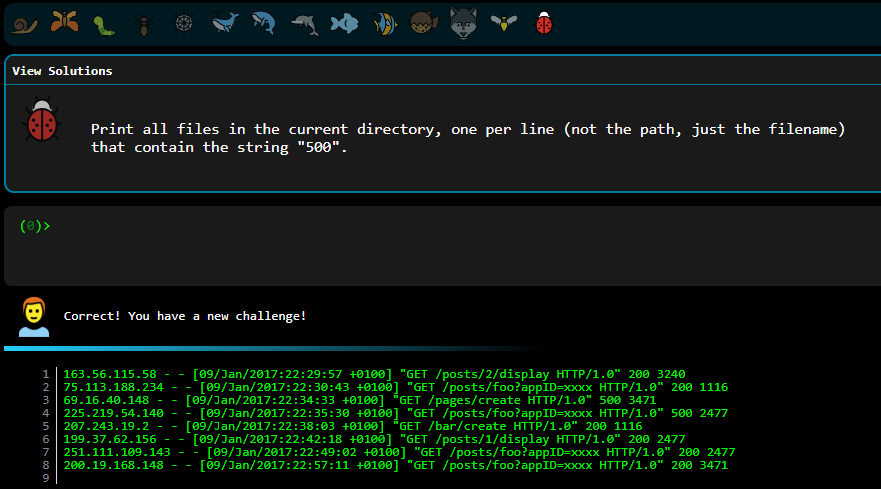 View Solutions
Print all files in the current directory, one per line (not the path, just the filename)
that contain the string "500".
(0)>
Correct! You have a new challenge!
1 163.56.115.58 - - [09/Jan/2017:22:29:57 +0100] "GET /posts/2/display HTTP/1.0" 200 3240
2 75.113.188.234 - - [09/Jan/2017:22:30:43 +0100] "GET /posts/foo?appID=xxxx HTTP/1.0" 200 1116
3 69.16.40.148 - - [09/Jan/2017:22:34:33 +0100] "GET /pages/create HTTP/1.0" 500 3471
4 225.219.54.140 - - [09/Jan/2017:22:35:30 +0100] "GET /posts/foo?appID=xxxx HTTP/1.0" 500 2477
5 207.243.19.2 - - [09/Jan/2017:22:38:03 +0100] "GET /bar/create HTTP/1.0" 200 1116
6 199.37.62.156 - - [09/Jan/2017:22:42:18 +0100] "GET /posts/1/display HTTP/1.0" 200 2477
7 251.111.109.143 - - [09/Jan/2017:22:49:02 +0100] "GET /posts/foo?appID=xxxx HTTP/1.0" 200 2477
8 200.19.168.148 - - [09/Jan/2017:22:57:11 +0100] "GET /posts/foo?appID=xxxx HTTP/1.0" 200 3471
9